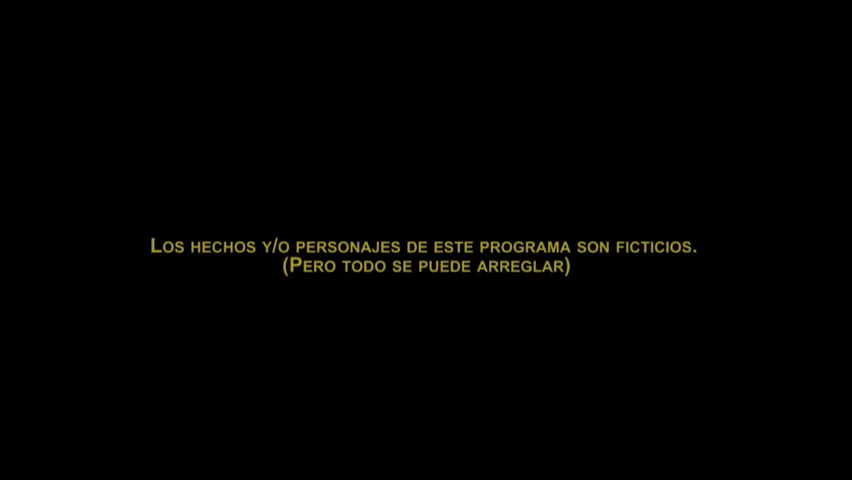 Los hechos y/o personajes de este programa son ficticios.
(Pero todo se puede arreglar)